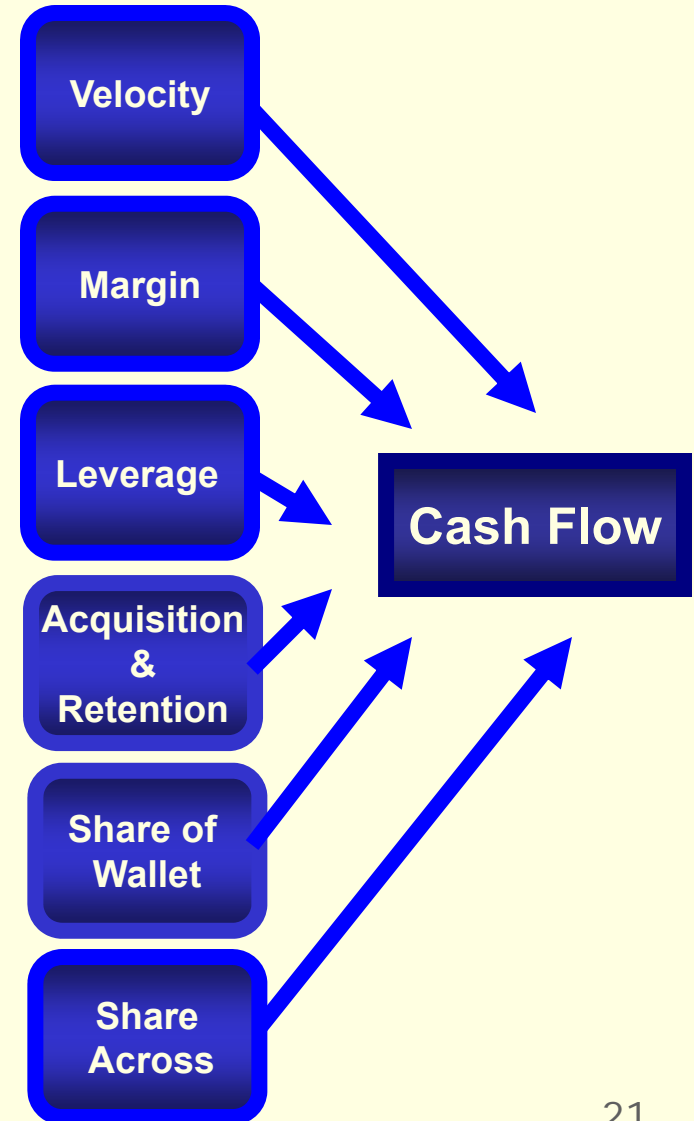 Velocity
Margin
Leverage
Cash Flow
Acquisition
&
Retention
Share of
Wallet
Share
Across
21